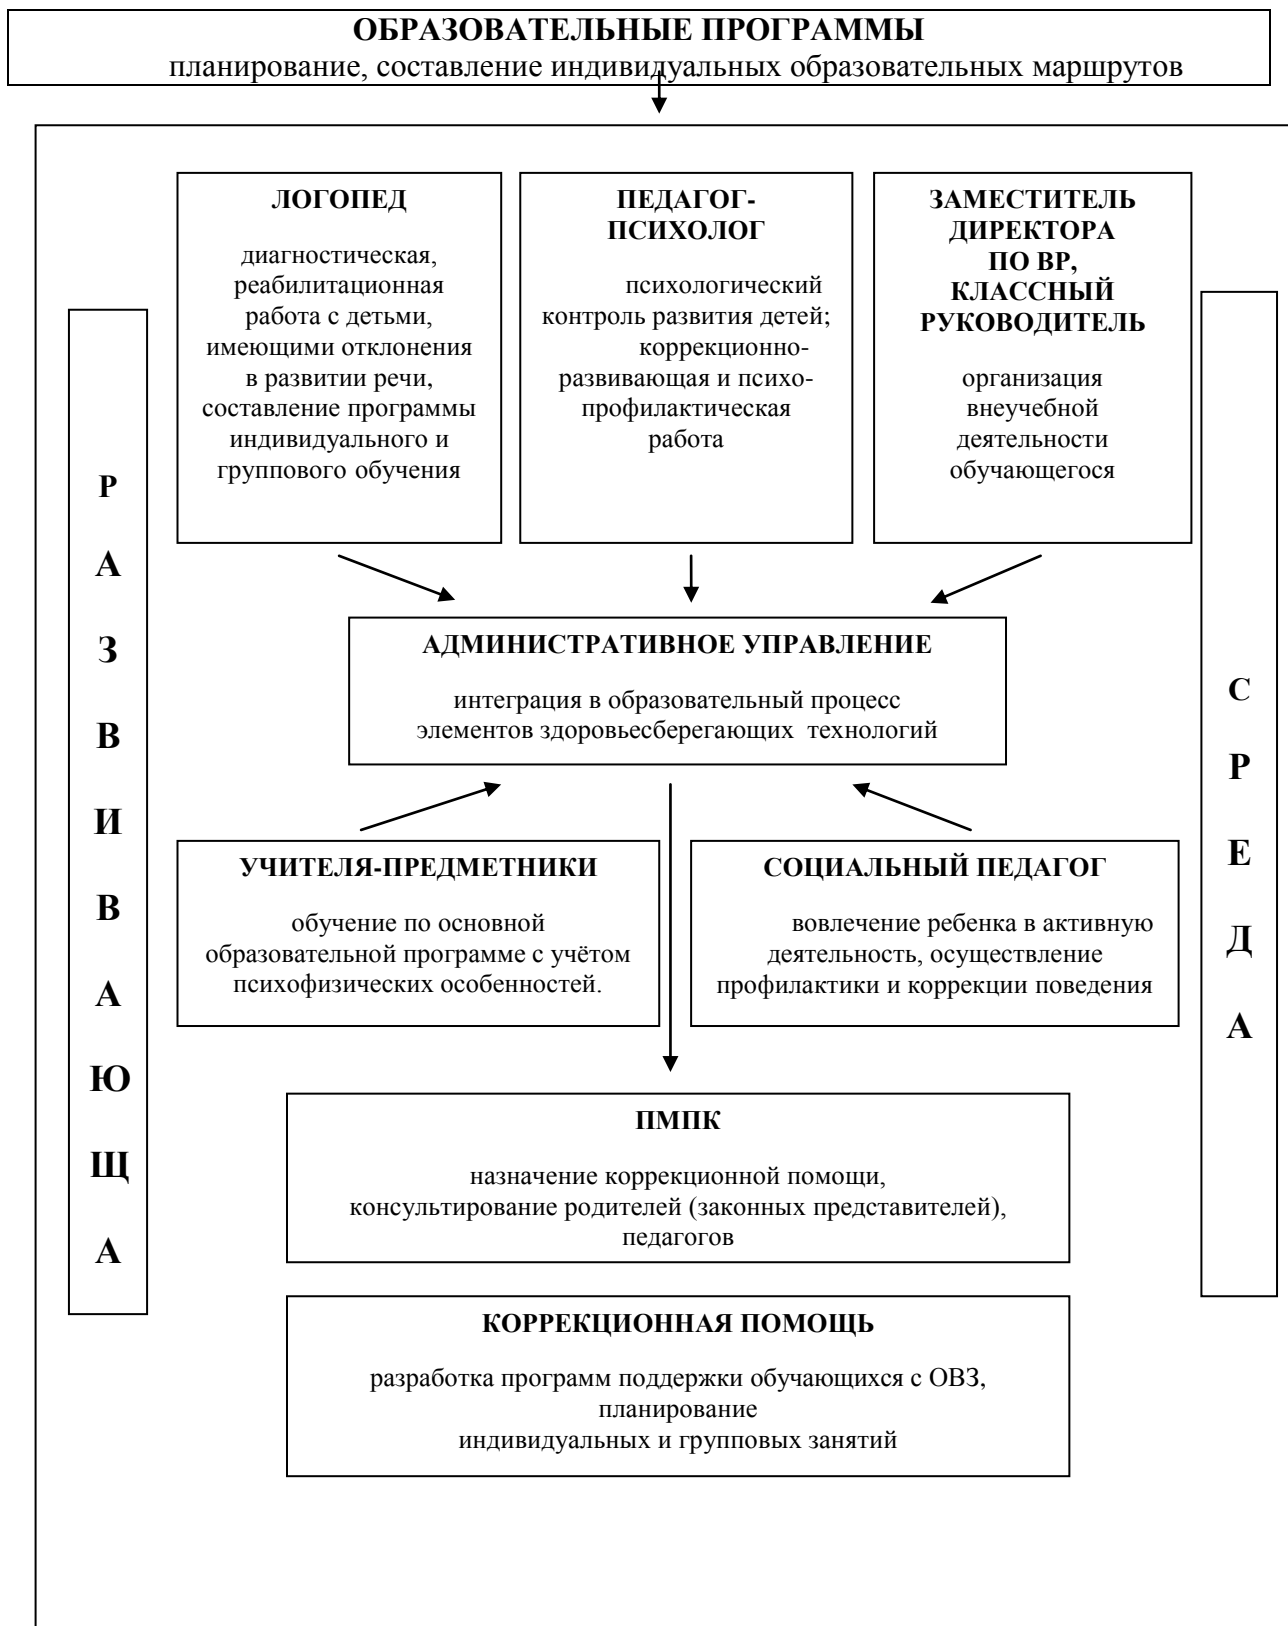 ОБРАЗОВАТЕЛЬНЫЕ ПРОГРАММЫ
планирование, составление индивидуальных образовательных маршрутов
ЛОГОПЕД
диагностическая,
реабилитационная
работа с детьми,
имеющими отклонения
в развитии речи,
составление программы
индивидуального и
группового обучения
ПЕДАГОГ-
ПСИХОЛОГ
психологический
контроль развития детей;
коррекционно-
развивающая и психо-
профилактическая
работа
ЗАМЕСТИТЕЛЬ
ДИРЕКТОРА
ПО ВР,
КЛАССНЫЙ
РУКОВОДИТЕЛЬ
организация
внеучебной
деятельности
обучающегося
Р
А
З
В
И
В
А
Ю
Щ
А
АДМИНИСТРАТИВНОЕ УПРАВЛЕНИЕ
интеграция в образовательный процесс
элементов здоровьесберегающих технологий
С
Р
Е
Д
А
УЧИТЕЛЯ-ПРЕДМЕТНИКИ
обучение по основной
образовательной программе с учётом
психофизических особенностей.
СОЦИАЛЬНЫЙ ПЕДАГОГ
вовлечение ребенка в активную
деятельность, осуществление
профилактики и коррекции поведения
ПМПК
назначение коррекционной помощи,
консультирование родителей (законных представителей),
педагогов
КОРРЕКЦИОННАЯ ПОМОЩЬ
разработка программ поддержки обучающихся с ОВЗ,
планирование
индивидуальных и групповых занятий